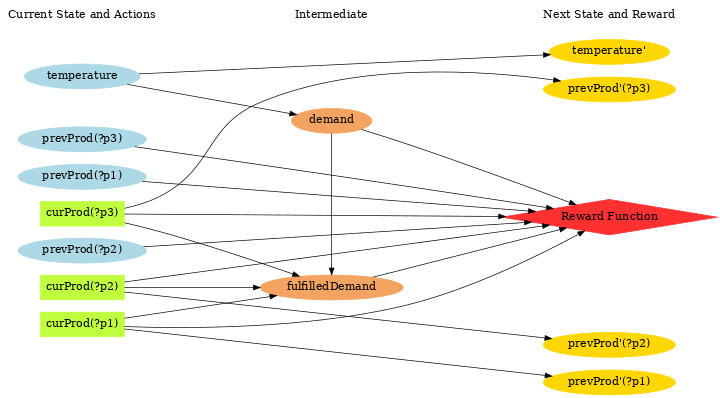 Current State and Actions
Intermediate
Next State and Reward
temperature
prevProd(?p3)
prevProd(?p1)
curProd(?p3)
prevProd(?p2)
curProd(?p2)
curProd(?p1)
demand
fulfilledDemand
temperature'
prevProd'(?p3)
Reward Function
prevProd'(?p2)
prevProd'(?p1)